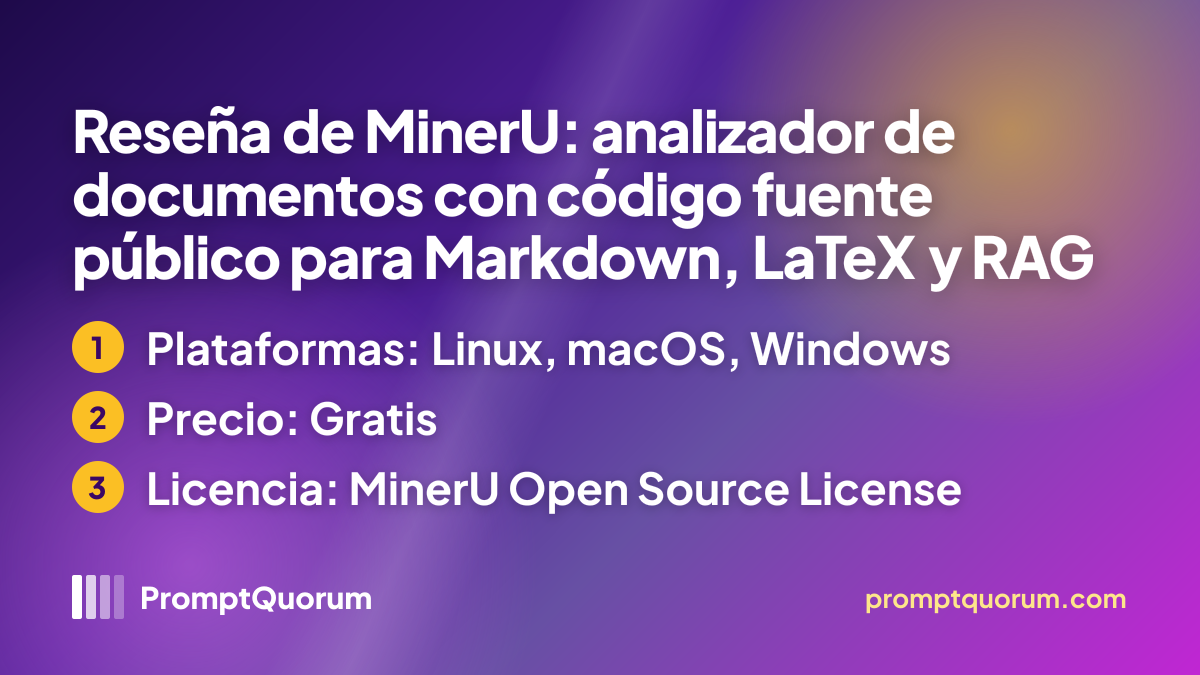 Reseña de MinerU: analizador de
documentos con código fuente
público para Markdown, LaTeX y RAG
1 Plataformas: Linux, macOS, Windows
2 Precio: Gratis
3 Licencia: MinerU Open Source License
PromptQuorum
promptquorum.com